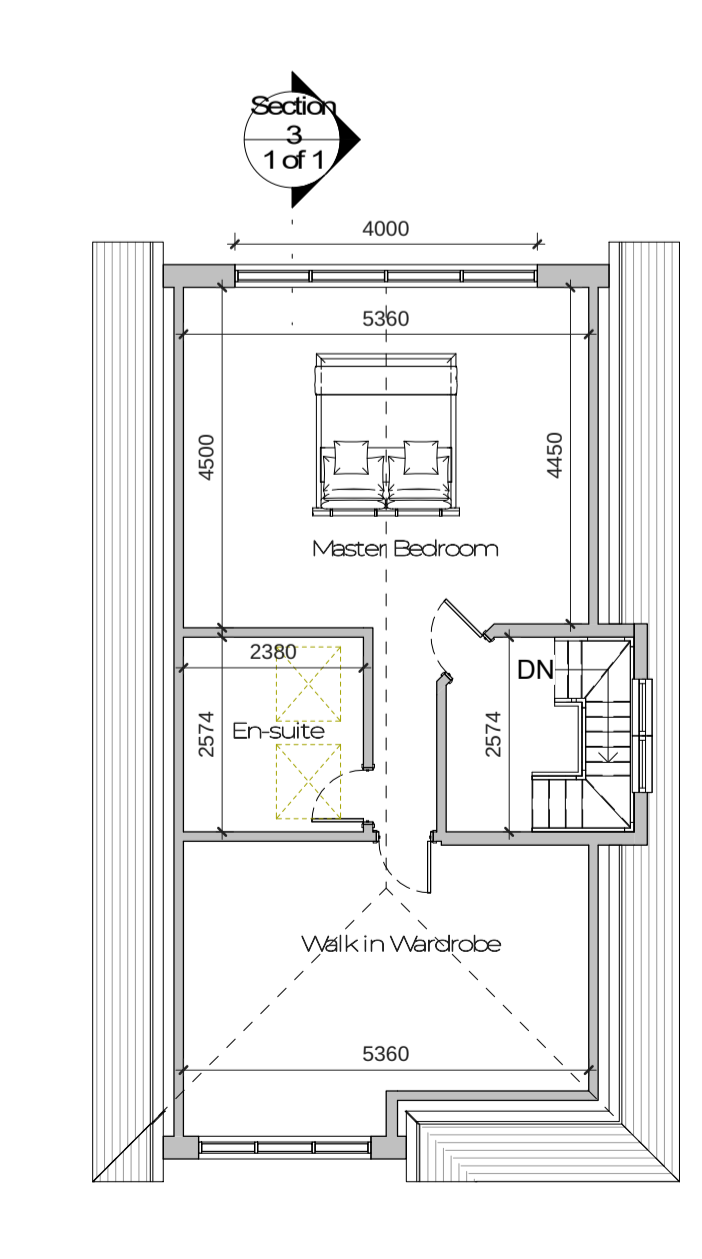 Section
3
1 of 1
4000
5360
4500
4450
Master Bedroom
2380
DN
En-suite
2574
2574
Walk in Wardrobe
5360